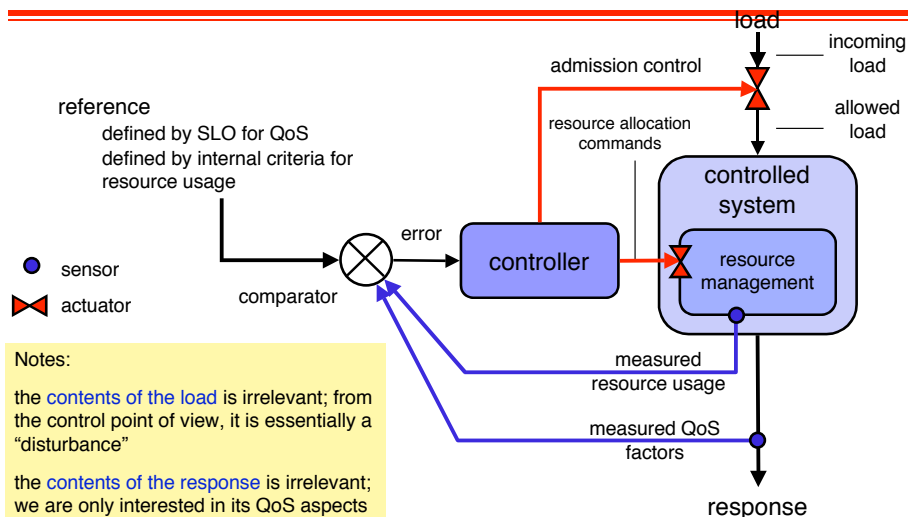 load
incoming
load
admission control
reference
defined by SLO for QoS
defined by internal criteria for
resource usage
resource allocation
commands
allowed
load
controlled
system
error
controller
resource
management
sensor
comparator
actuator
Notes:
the contents of the load is irrelevant; from
the control point of view, it is essentially a
“disturbance”
the contents of the response is irrelevant;
we are only interested in its QoS aspects
measured
resource usage
measured QoS
factors
response